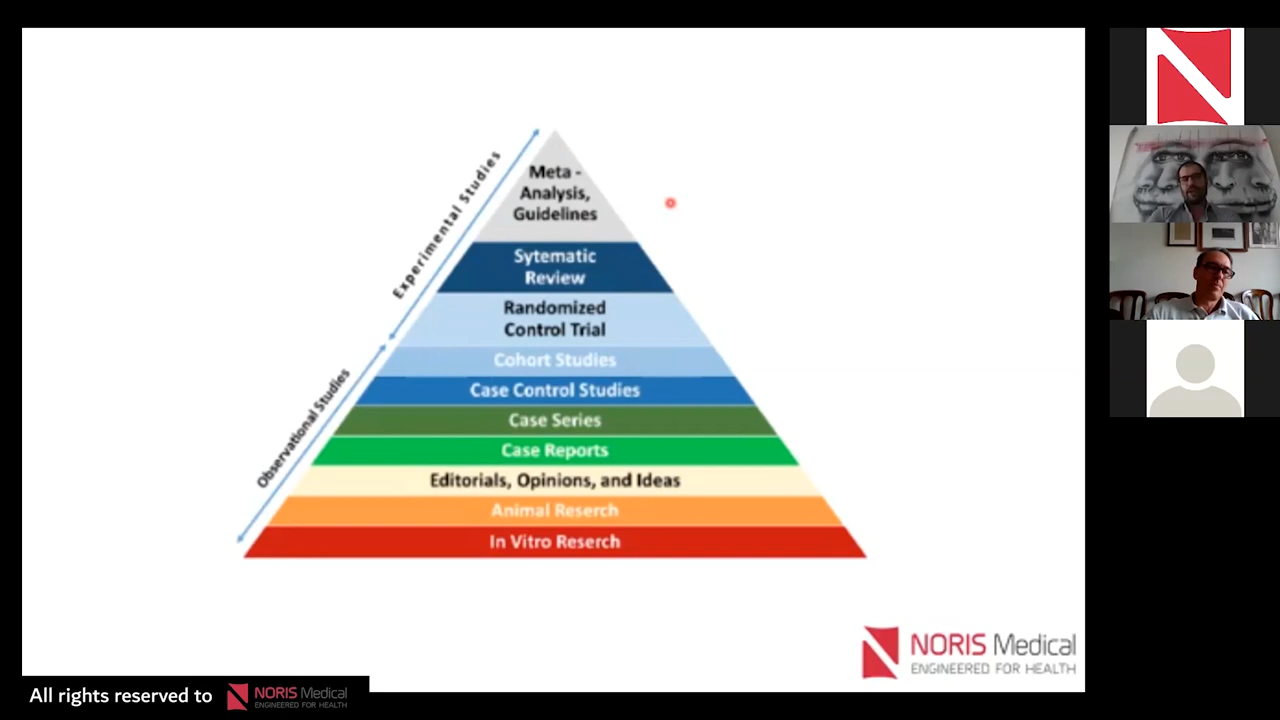 Experimental Studies
Observational Studies
Meta -
Analysis,
Guidelines
Sytematic
Review
Randomized
Control Trial
Cohort Studies
Case Control Studies
Case Series
Case Reports
Editorials, Opinions, and Ideas
Animal Reserch
In Vitro Reserch
NORIS Medical
ENGINEERED FOR HEALTH
All rights reserved to
NORIS Medical
ENGINEERED FOR HEALTH